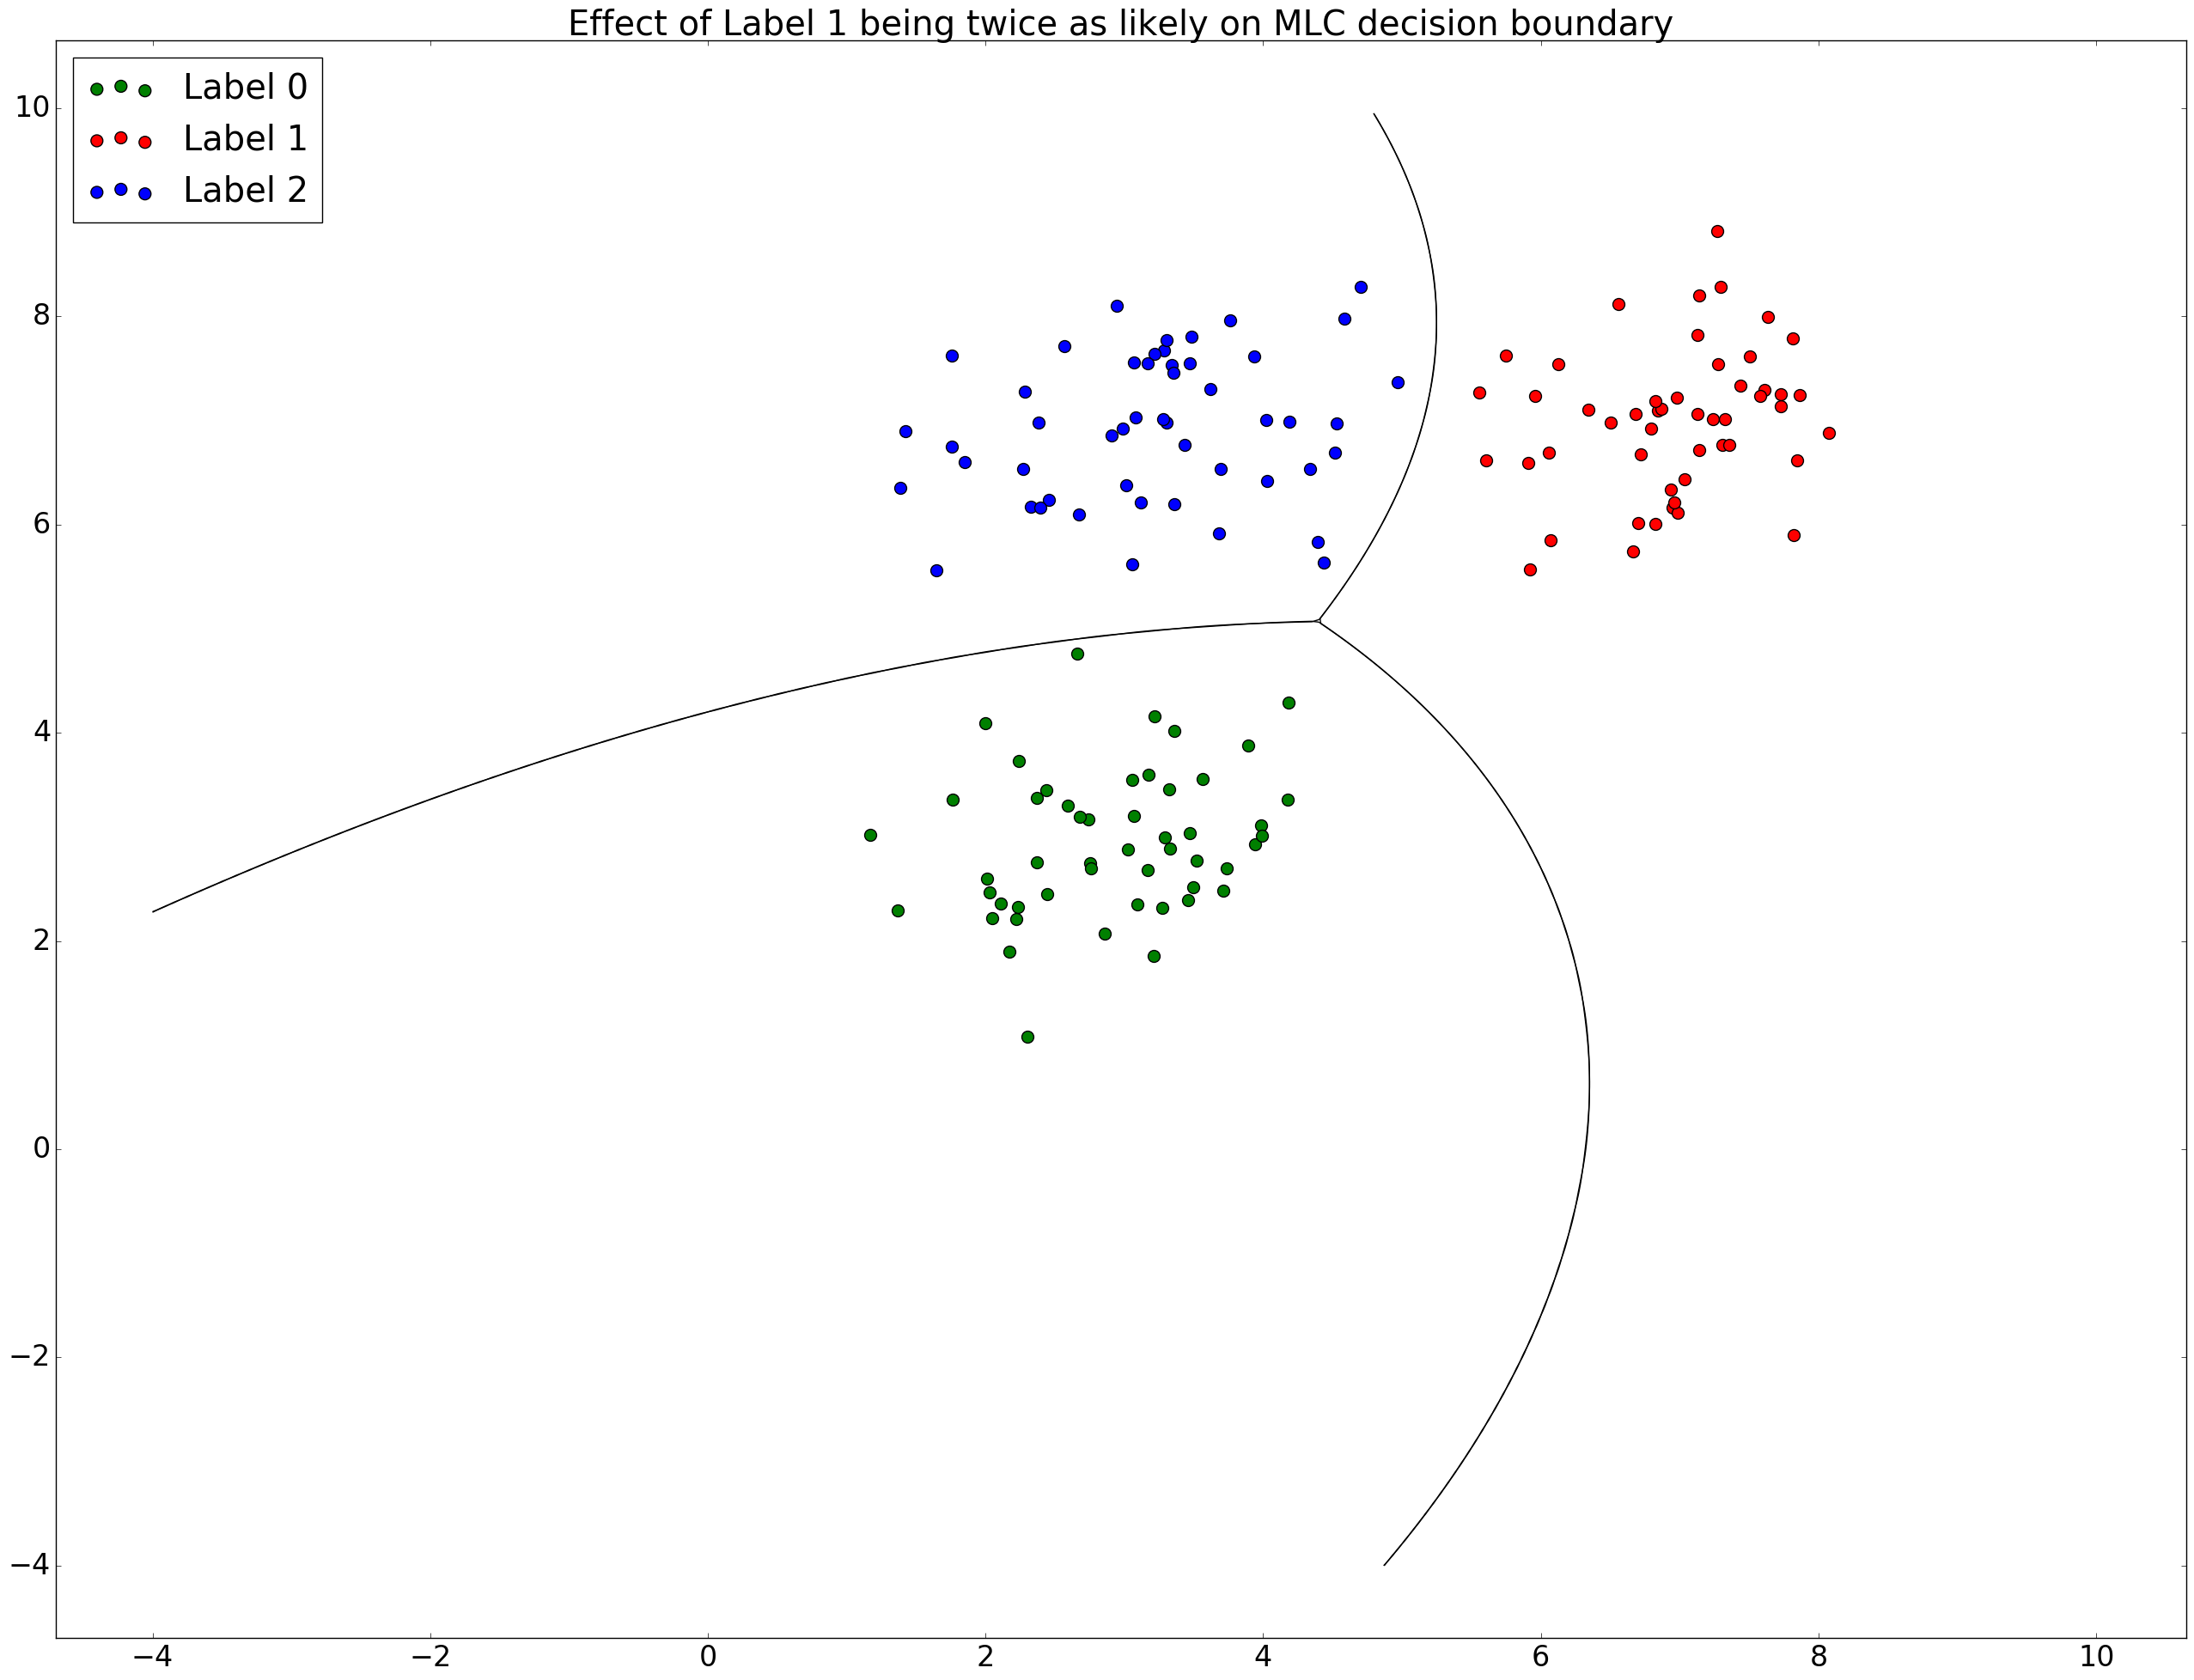 Effect of Label 1 being twice as likely on MLC decision boundary
Label 0
Label 1
Label 2
10
8
6
4
2
0
−2
−4
−4 −2 0 2 4 6 8 10